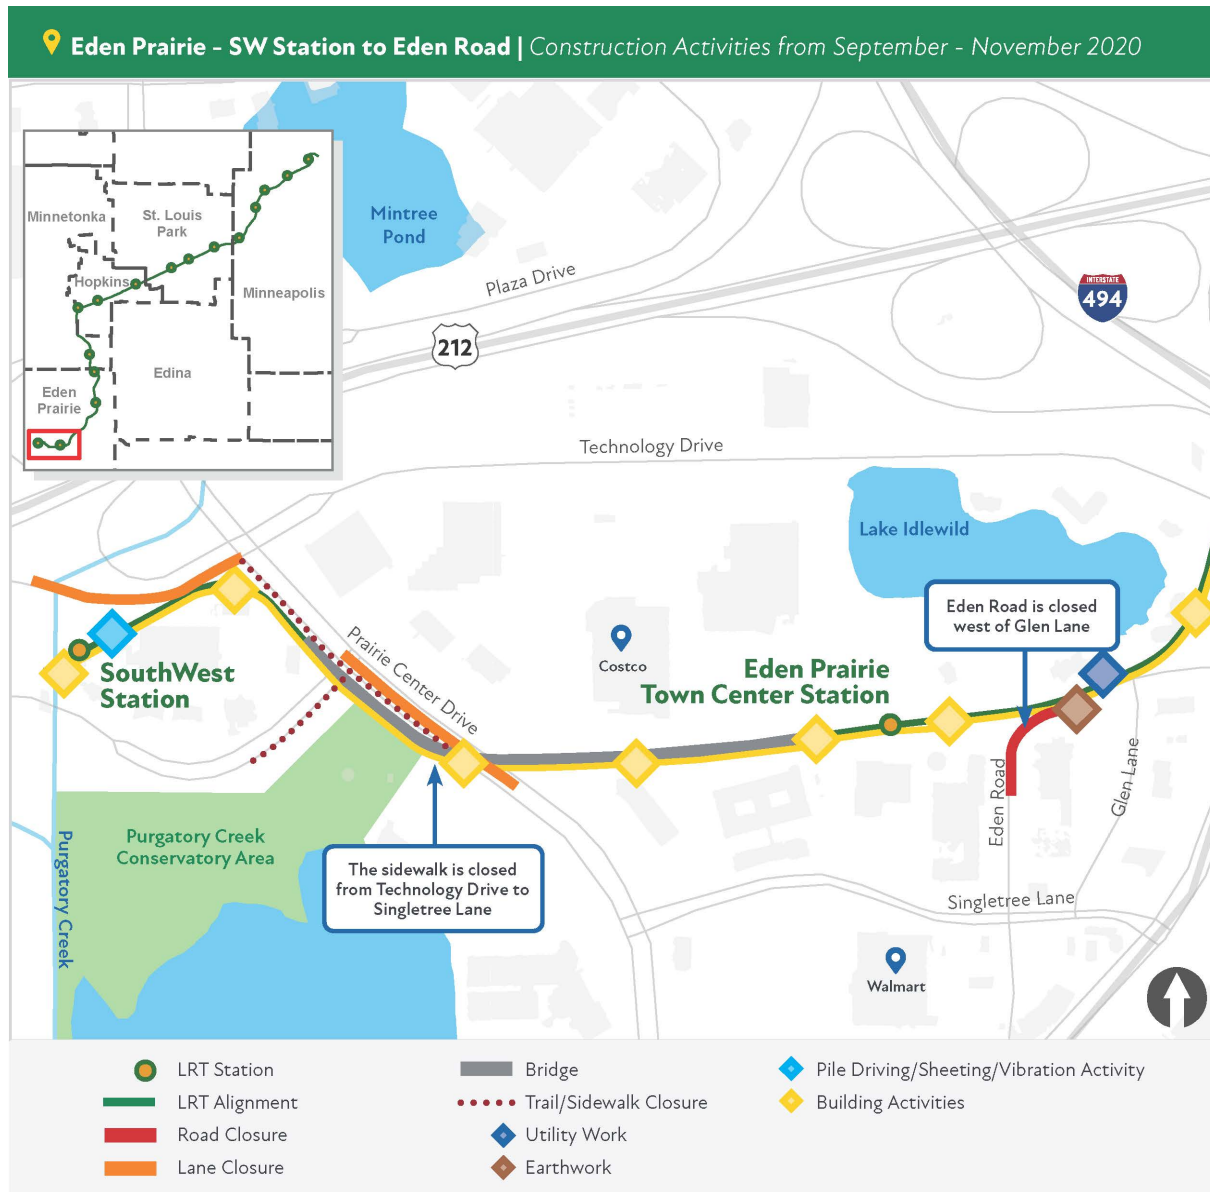 Eden Prairie - SW Station to Eden Road | Construction Activities from September - November 2020
Minnetonka
St. Louis
Park
Hopkins
Minneapolis
Edina
Eden
Prairie
Mintree
Pond
Plaza Drive
212
INTERSTATE
494
Technology Drive
Lake Idlewild
Eden Road is closed
west of Glen Lane
Prairie Center Drive
Costco
SouthWest
Station
Eden Prairie
Town Center Station
Eden Road
Glen Lane
Purgatory Creek
Conservatory Area
Purgatory Creek
The sidewalk is closed
from Technology Drive to
Singletree Lane
Singletree Lane
Walmart
LRT Station
LRT Alignment
Road Closure
Lane Closure
Bridge
Trail/Sidewalk Closure
Utility Work
Earthwork
Pile Driving/Sheeting/Vibration Activity
Building Activities